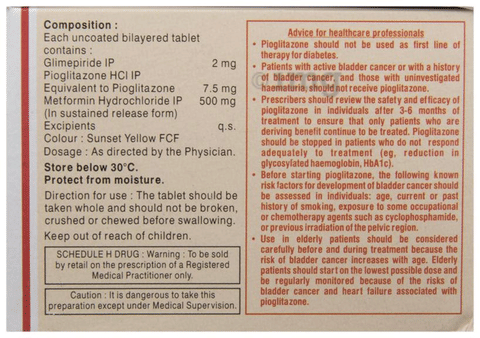 Composition :
Each uncoated bilayered tablet
contains :
Glimepiride IP 2 mg
Pioglitazone HCl IP
Equivalent to Pioglitazone 7.5 mg
Metformin Hydrochloride IP 500 mg
(In sustained release form)
Excipients q.s.
Colour : Sunset Yellow FCF
Dosage : As directed by the Physician.
Store below 30°C.
Protect from moisture.
Direction for use : The tablet should be
taken whole and should not be broken,
crushed or chewed before swallowing.
Keep out of reach of children.
SCHEDULE H DRUG : Warning : To be sold
by retail on the prescription of a Registered
Medical Practitioner only.
Caution : It is dangerous to take this
preparation except under Medical Supervision.
Advice for healthcare professionals
• Pioglitazone should not be used as first line of
therapy for diabetes.
• Patients with active bladder cancer or with a history
of bladder cancer and those with uninvestigated
haematuria, should not receive pioglitazone.
• Prescribers should review the safety and efficacy of
pioglitazone in individuals after 3-6 months of
treatment to ensure that only patients who are
deriving benefit continue to be treated. Pioglitazone
should be stopped in patients who do not respond
adequately to treatment (eg. reduction in
glycosylated haemoglobin, HbA1c).
• Before starting pioglitazone, the following known
risk factors for development of bladder cancer should
be assessed in individuals: age, current or past
history of smoking, exposure to some occupational
or chemotherapy agents such as cyclophosphamide,
or previous irradiation of the pelvic region.
• Use in elderly patients should be considered
carefully before and during treatment because the
risk of bladder cancer increases with age. Elderly
patients should start on the lowest possible dose and
be regularly monitored because of the risks of
bladder cancer and heart failure associated with
pioglitazone.